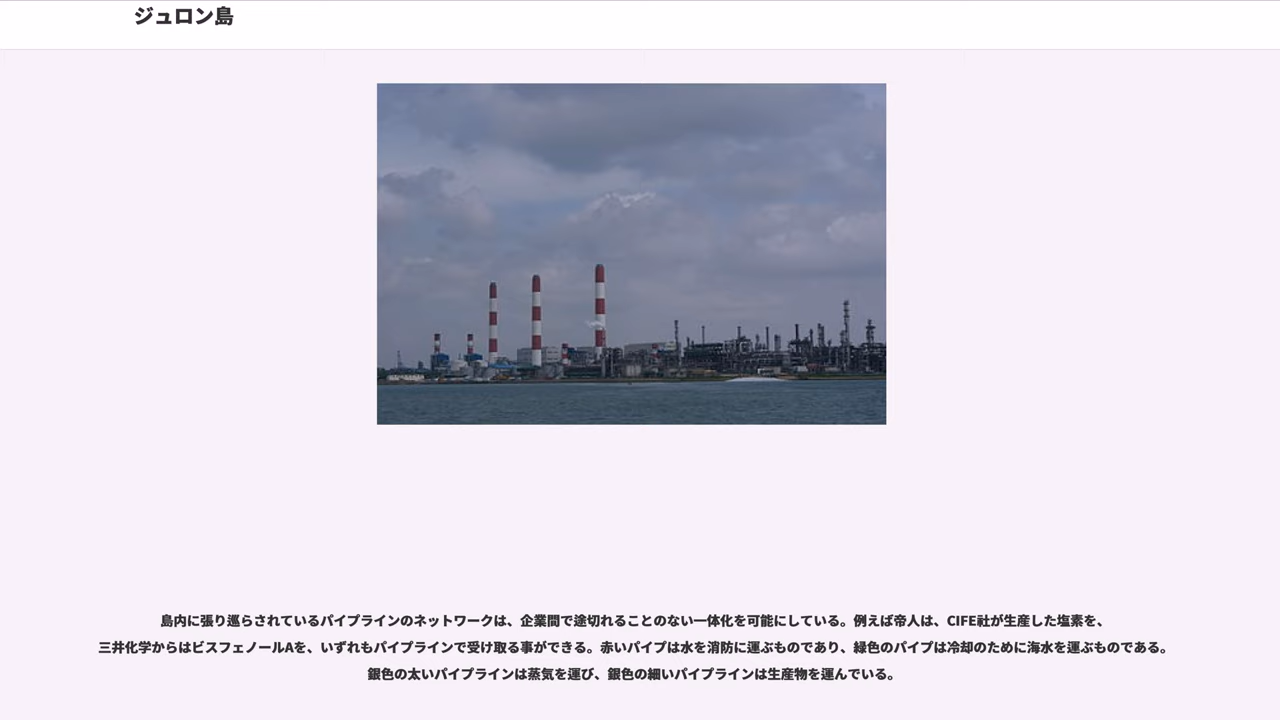 ジュロン島
島内に張り巡らされているパイプラインのネットワークは、企業間で途切れることのない一体化を可能にしている。例えば帝人は、CIFE社が生産した塩素を、
三井化学からはビスフェノールAを、いずれもパイプラインで受け取る事ができる。赤いパイプは水を消防に運ぶものであり、緑色のパイプは冷却のために海水を運ぶものである。
銀色の太いパイプラインは蒸気を運び、銀色の細いパイプラインは生産物を運んでいる。